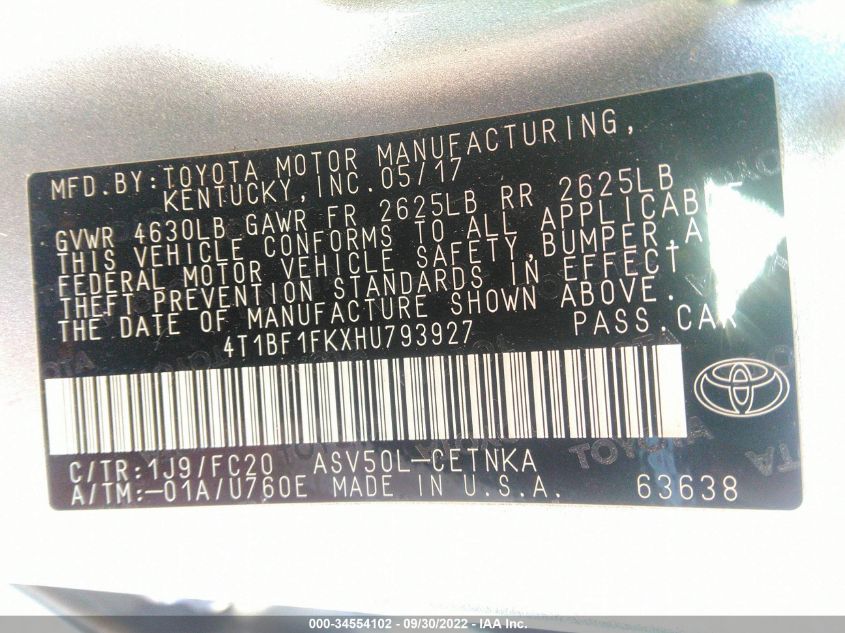 MFD.BY:TOYOTA MOTOR MANUFACTURING,
KENTUCKY, INC.05/17
GVWR 4630LB GAWR FR 2625LB RR 2625LB
THIS VEHICLE CONFORMS TO ALL APPLICABLE
FEDERAL MOTOR VEHICLE SAFETY,BUMPER,A
THEFT PREVENTION STANDARDS IN EFFECT
THE DATE OF MANUFACTURE SHOWN ABOVE.
4T1BF1FKXHU793927 PASS.CAR
C/TR:1J9/FC20 ASV50L-CETNKA
A/TM:-01A/U760E MADE IN U.S.A. 63638
TOYOTA
000-34554102 - 09/30/2022 - IAA Inc.